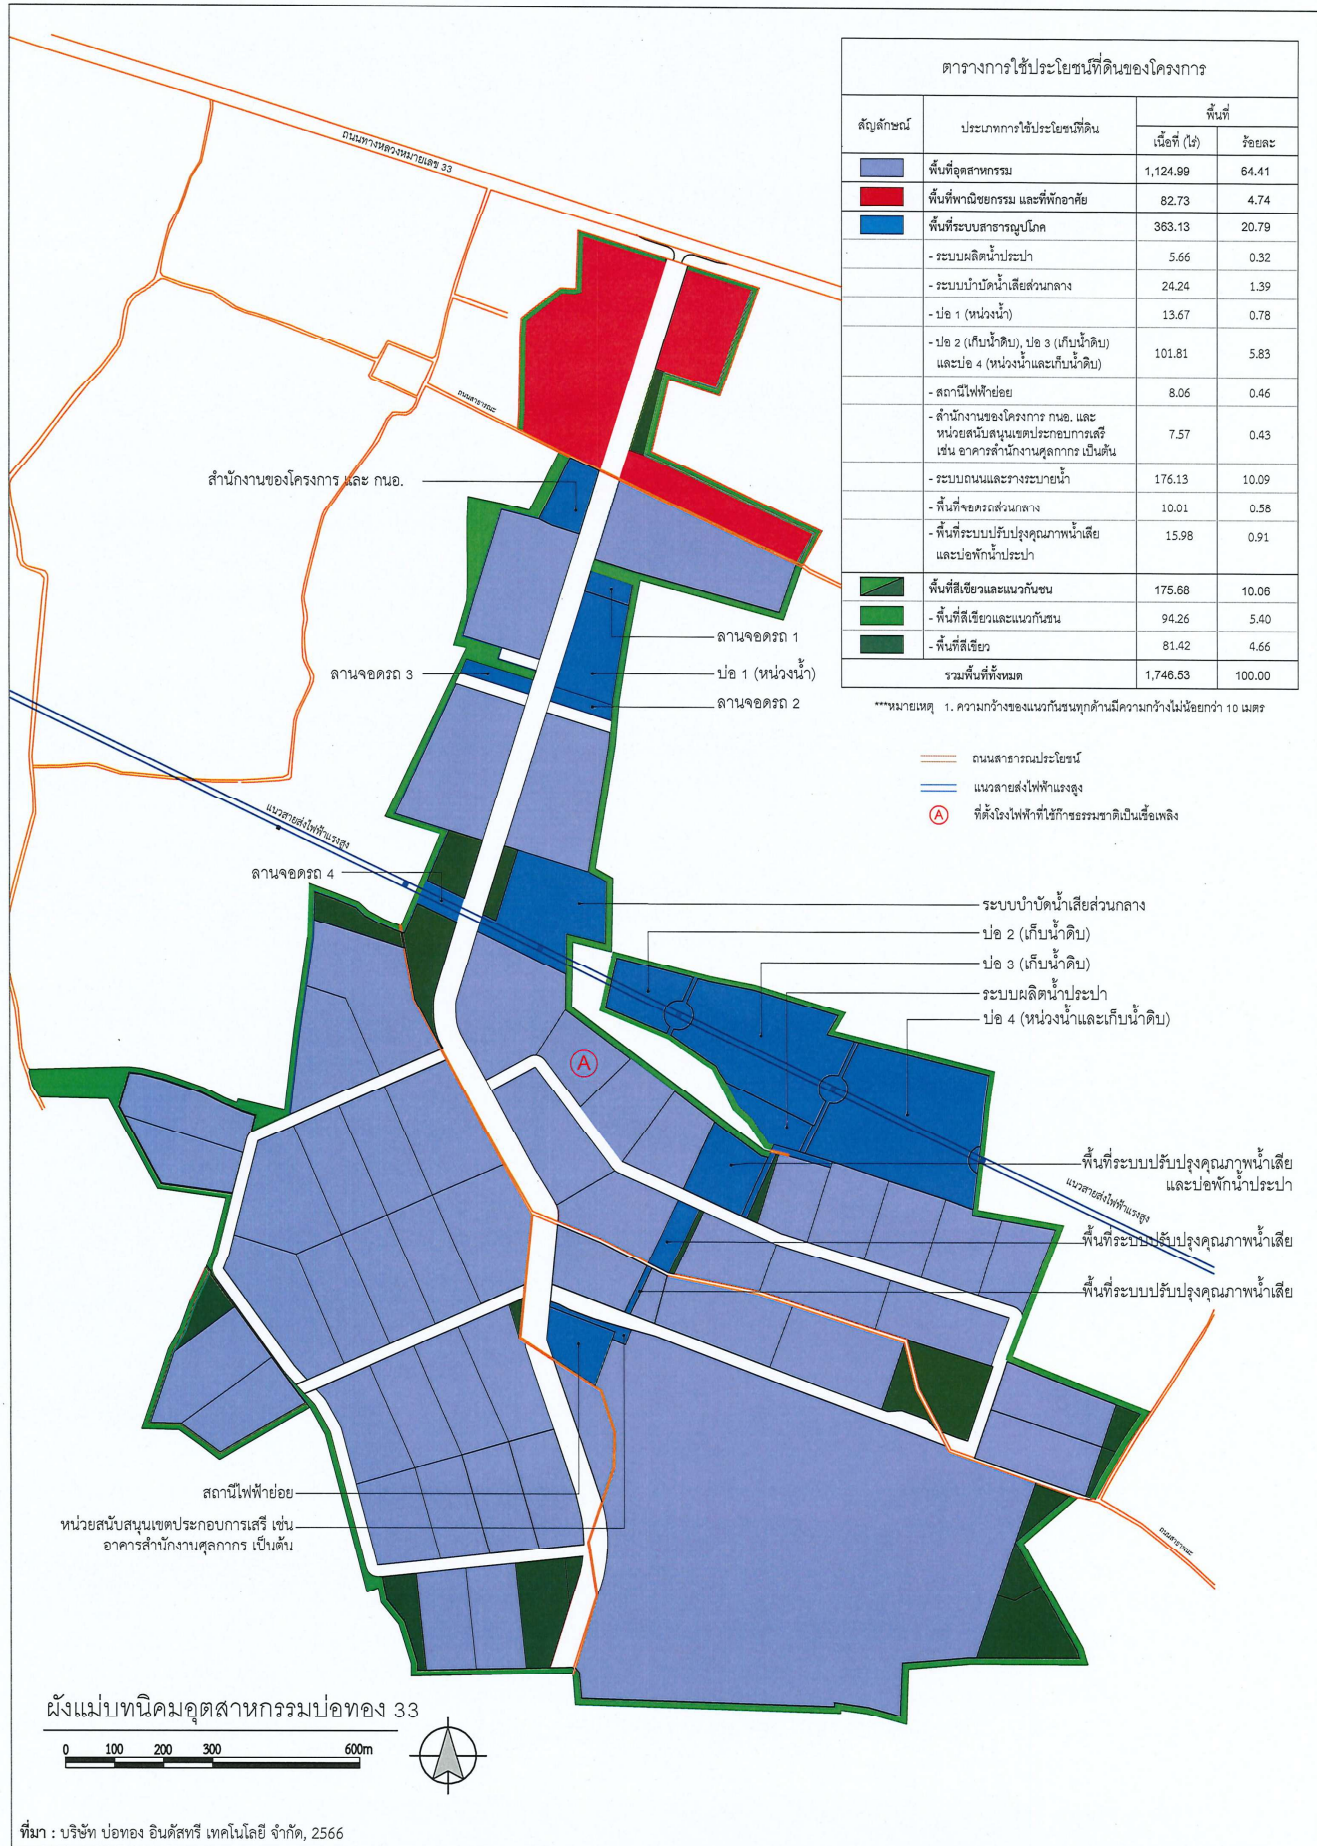 ตารางการใช้ประโยชน์ที่ดินของโครงการ
สัญลักษณ์ ประเภทการใช้ประโยชน์ที่ดิน พื้นที่
เนื้อที่ (ไร่) ร้อยละ
พื้นที่อุตสาหกรรม 1,124.99 64.41
พื้นที่พาณิชยกรรม และที่พักอาศัย 82.73 4.74
พื้นที่ระบบสาธารณูปโภค 363.13 20.79
- ระบบผลิตน้ำประปา 5.66 0.32
- ระบบบำบัดน้ำเสียส่วนกลาง 24.24 1.39
- บ่อ 1 (หน่วงน้ำ) 13.67 0.78
- บ่อ 2 (เก็บน้ำดิบ), บ่อ 3 (เก็บน้ำดิบ)
และบ่อ 4 (หน่วงน้ำและเก็บน้ำดิบ) 101.81 5.83
- สถานีไฟฟ้าย่อย 8.06 0.46
- สำนักงานของโครงการ กนอ. และ
หน่วยสนับสนุนเขตประกอบการเสรี 7.57 0.43
เช่น อาคารสำนักงานศุลกากร เป็นต้น
- ระบบถนนและรางระบายน้ำ 176.13 10.09
- พื้นที่จอดรถส่วนกลาง 10.01 0.58
- พื้นที่ระบบปรับปรุงคุณภาพน้ำเสีย 15.98 0.91
และบ่อพักน้ำประปา
พื้นที่สีเขียวและแนวกันชน 175.68 10.06
- พื้นที่สีเขียวและแนวกันชน 94.26 5.40
- พื้นที่สีเขียว 81.42 4.66
รวมพื้นที่ทั้งหมด 1,746.53 100.00
***หมายเหตุ 1. ความกว้างของแนวกันชนทุกด้านมีความกว้างไม่น้อยกว่า 10 เมตร
ถนนสาธารณประโยชน์
แนวสายส่งไฟฟ้าแรงสูง
A ที่ตั้งโรงไฟฟ้าที่ใช้ก๊าซธรรมชาติเป็นเชื้อเพลิง
ถนนทางหลวงหมายเลข 33
ถนนสาธารณะ
สำนักงานของโครงการ และ กนอ.
ลานจอดรถ 1
ลานจอดรถ 3
บ่อ 1 (หน่วงน้ำ)
ลานจอดรถ 2
แนวสายส่งไฟฟ้าแรงสูง
ลานจอดรถ 4
ระบบบำบัดน้ำเสียส่วนกลาง
บ่อ 2 (เก็บน้ำดิบ)
บ่อ 3 (เก็บน้ำดิบ)
ระบบผลิตน้ำประปา
บ่อ 4 (หน่วงน้ำและเก็บน้ำดิบ)
A
พื้นที่ระบบปรับปรุงคุณภาพน้ำเสีย
และบ่อพักน้ำประปา
แนวสายส่งไฟฟ้าแรงสูง
พื้นที่ระบบปรับปรุงคุณภาพน้ำเสีย
พื้นที่ระบบปรับปรุงคุณภาพน้ำเสีย
สถานีไฟฟ้าย่อย
หน่วยสนับสนุนเขตประกอบการเสรี เช่น
อาคารสำนักงานศุลกากร เป็นต้น
ถนนสาธารณะ
ผังแม่บทนิคมอุตสาหกรรมบ่อทอง 33
0 100 200 300 600m
ที่มา : บริษัท บ่อทอง อินดัสทรี เทคโนโลยี จำกัด, 2566